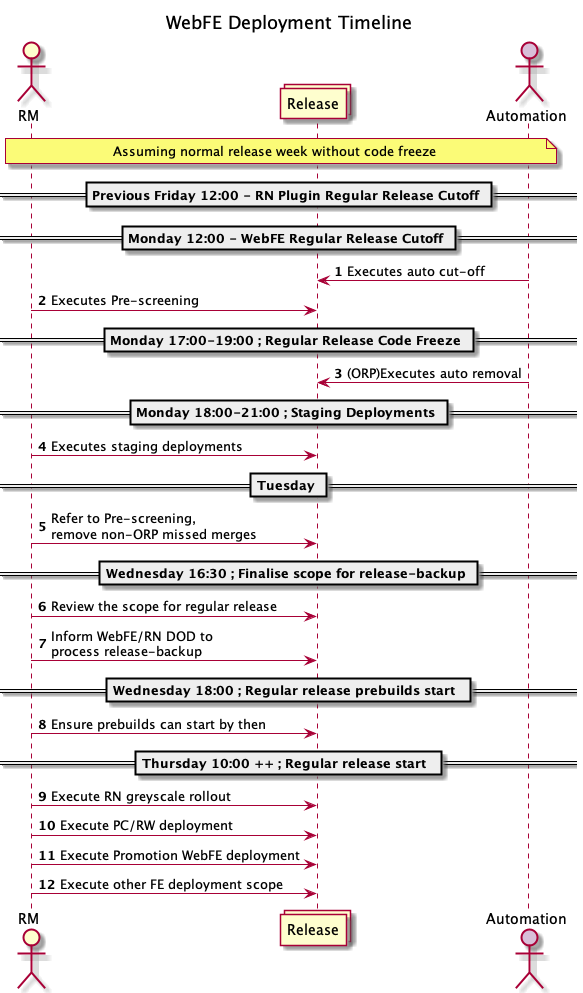 WebFE Deployment Timeline
RM
Release
Automation
Assuming normal release week without code freeze
Previous Friday 12:00 - RN Plugin Regular Release Cutoff
Monday 12:00 - WebFE Regular Release Cutoff
1 Executes auto cut-off
2 Executes Pre-screening
Monday 17:00-19:00 ; Regular Release Code Freeze
3 (ORP)Executes auto removal
Monday 18:00-21:00 ; Staging Deployments
4 Executes staging deployments
Tuesday
5 Refer to Pre-screening,
remove non-ORP missed merges
Wednesday 16:30 ; Finalise scope for release-backup
6 Review the scope for regular release
7 Inform WebFE/RN DOD to
process release-backup
Wednesday 18:00 ; Regular release prebuilds start
8 Ensure prebuilds can start by then
Thursday 10:00 ++ ; Regular release start
9 Execute RN greyscale rollout
10 Execute PC/RW deployment
11 Execute Promotion WebFE deployment
12 Execute other FE deployment scope
RM
Release
Automation